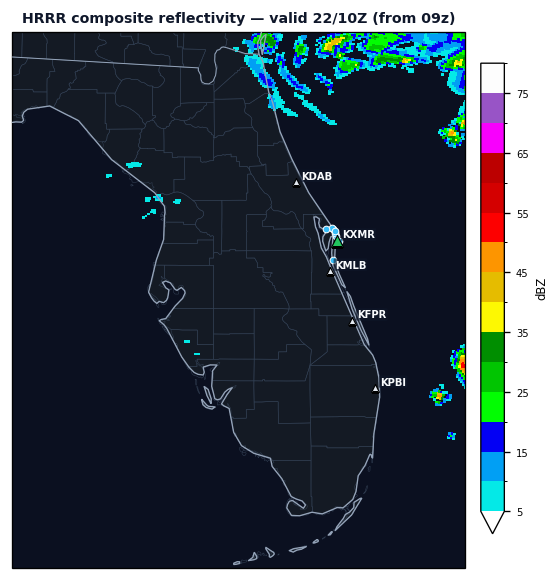 HRRR composite reflectivity — valid 22/10Z (from 09z)
KDAB
KXMR
KMLB
KFPR
KPBI
75
65
55
45
35
25
15
5
dBZ